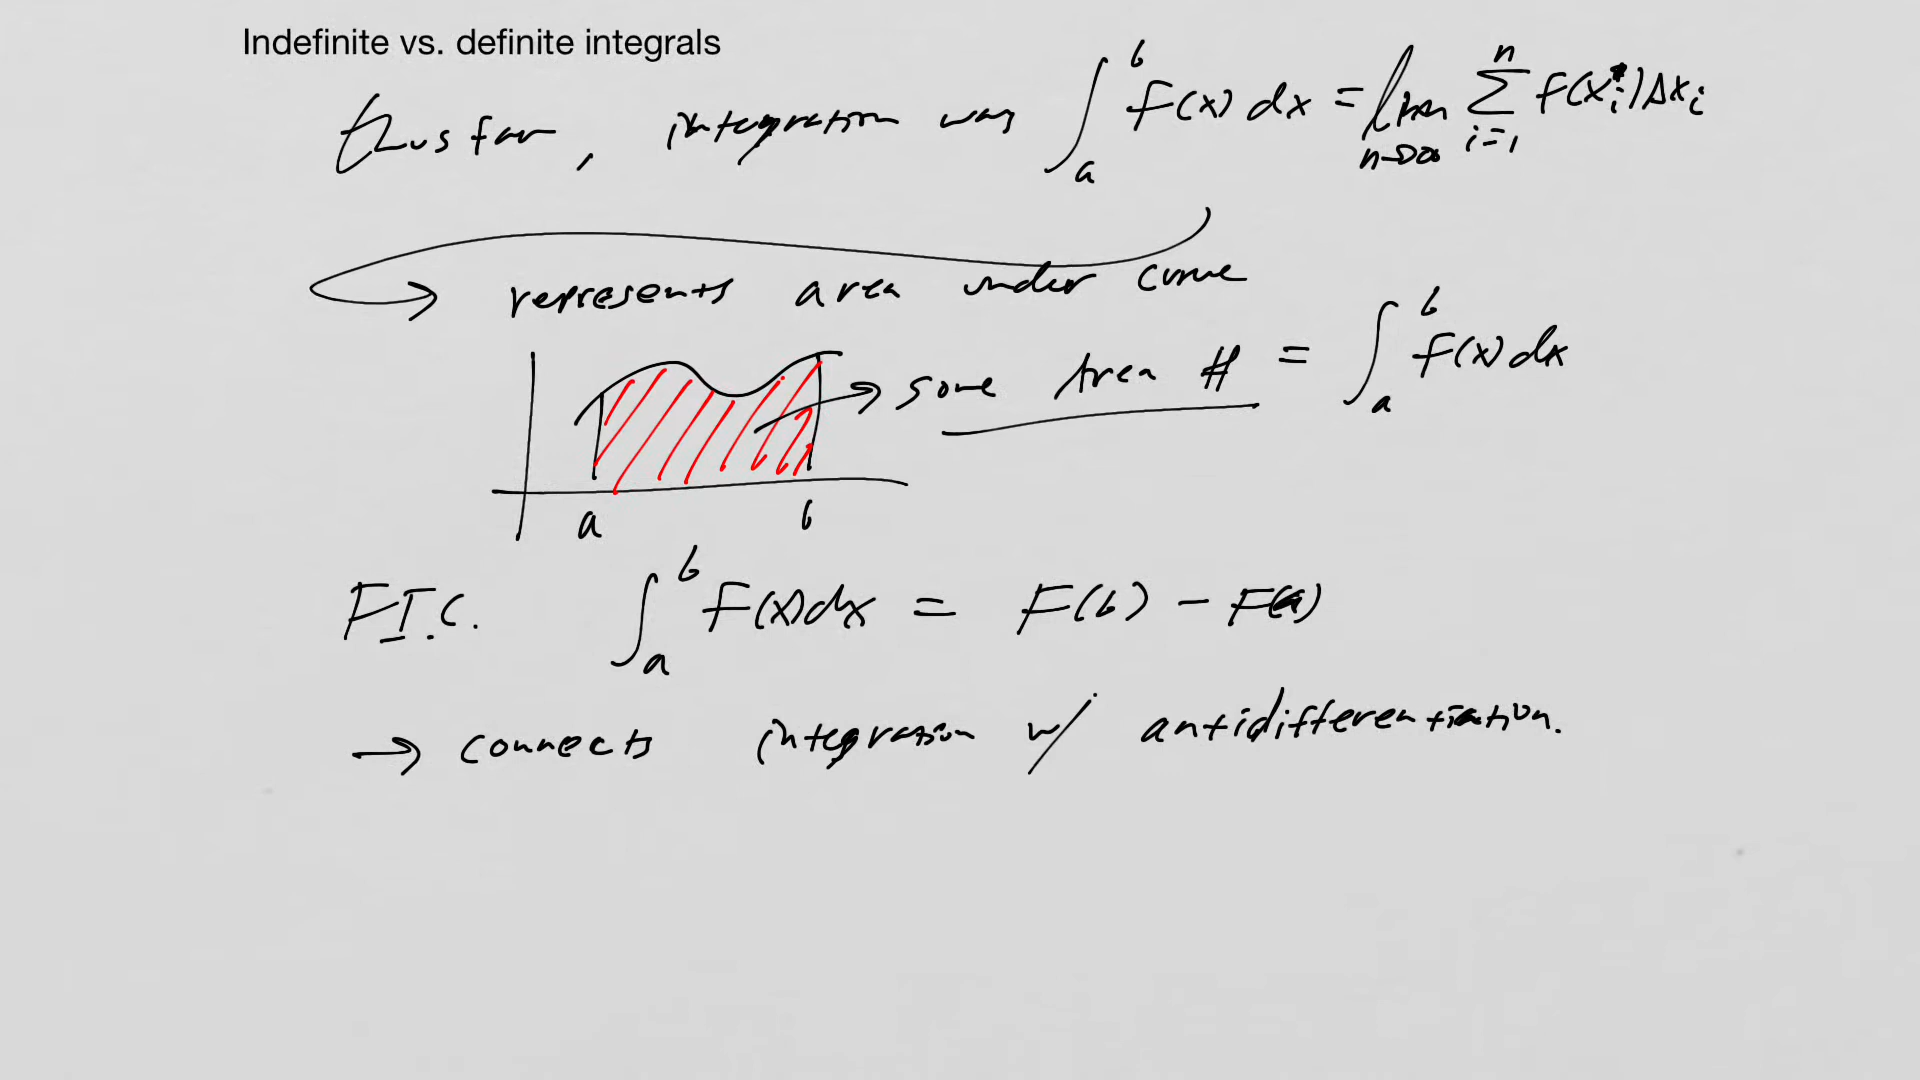 Indefinite vs. definite integrals
thus far, integration was ∫_a^b f(x) dx = lim_{n→∞} ∑_{i=1}^n f(x_i^*) Δx_i
→ represents area under curve
→ some Area # = ∫_a^b f(x) dx
a b
F.T.C. ∫_a^b f(x) dx = F(b) - F(a)
→ connects integration w/ antidifferentiation.